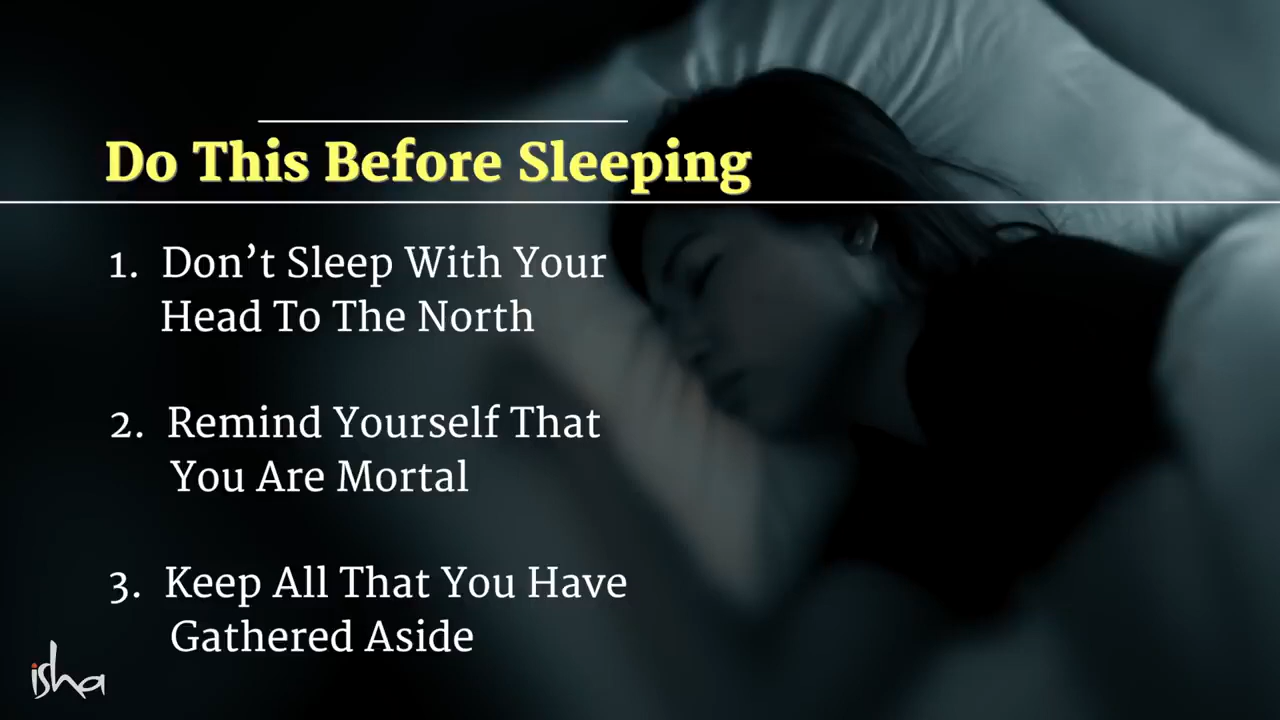 Do This Before Sleeping
1. Don’t Sleep With Your
Head To The North
2. Remind Yourself That
You Are Mortal
3. Keep All That You Have
Gathered Aside
isha